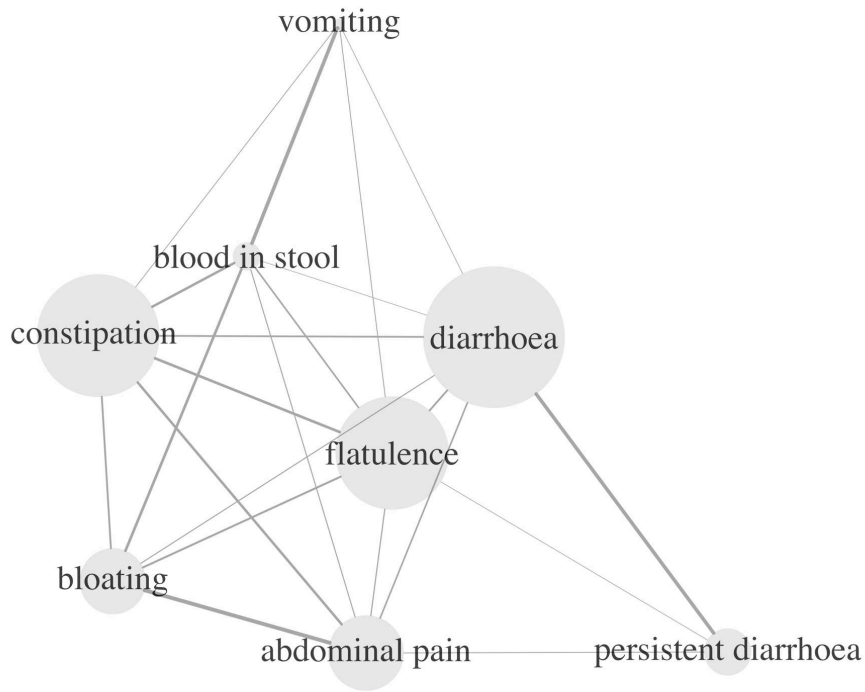 vomiting
blood in stool
constipation
diarrhoea
flatulence
bloating
abdominal pain
persistent diarrhoea